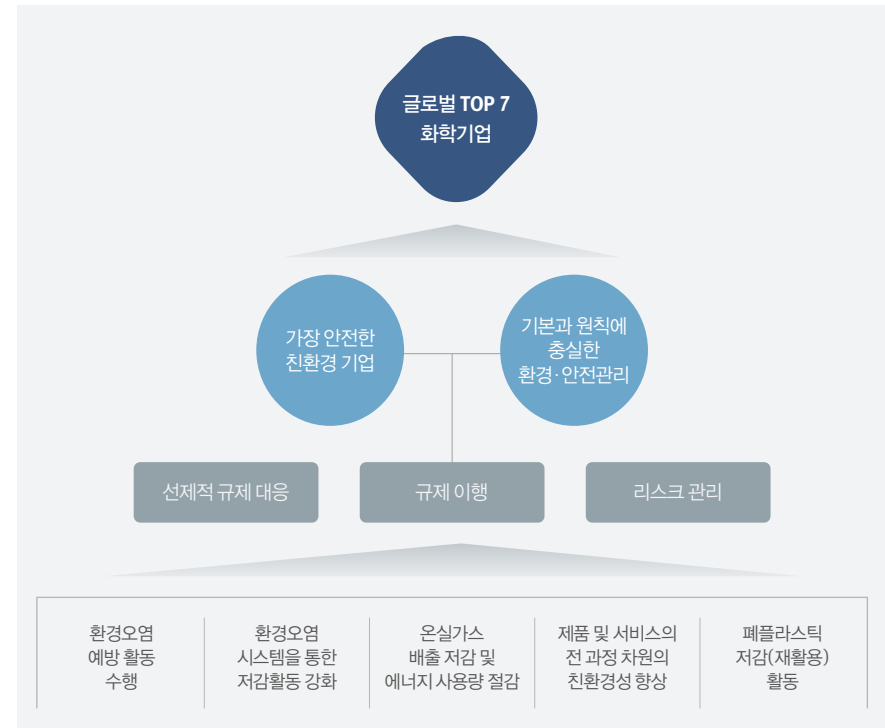 글로벌 TOP 7
화학기업
가장 안전한
친환경 기업
기본과 원칙에
충실한
환경·안전관리
선제적 규제 대응
규제 이행
리스크 관리
환경오염
예방 활동
수행
환경오염
시스템을 통한
저감활동 강화
온실가스
배출 저감 및
에너지 사용량 절감
제품 및 서비스의
전 과정 차원의
친환경성 향상
폐플라스틱
저감(재활용)
활동